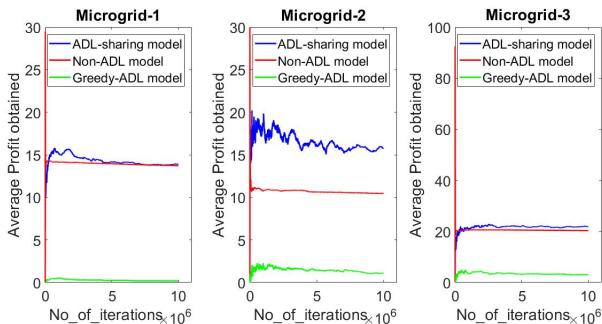 Microgrid-1
Average Profit obtained
30
25
20
15
10
5
0
ADL-sharing model
Non-ADL model
Greedy-ADL model
0
5
10
No_of_iterations
×10^6
Microgrid-2
Average Profit obtained
30
25
20
15
10
5
0
ADL-sharing model
Non-ADL model
Greedy-ADL model
0
5
10
No_of_iterations
×10^6
Microgrid-3
Average Profit obtained
100
80
60
40
20
0
ADL-sharing model
Non-ADL model
Greedy-ADL model
0
5
10
No_of_iterations
×10^6